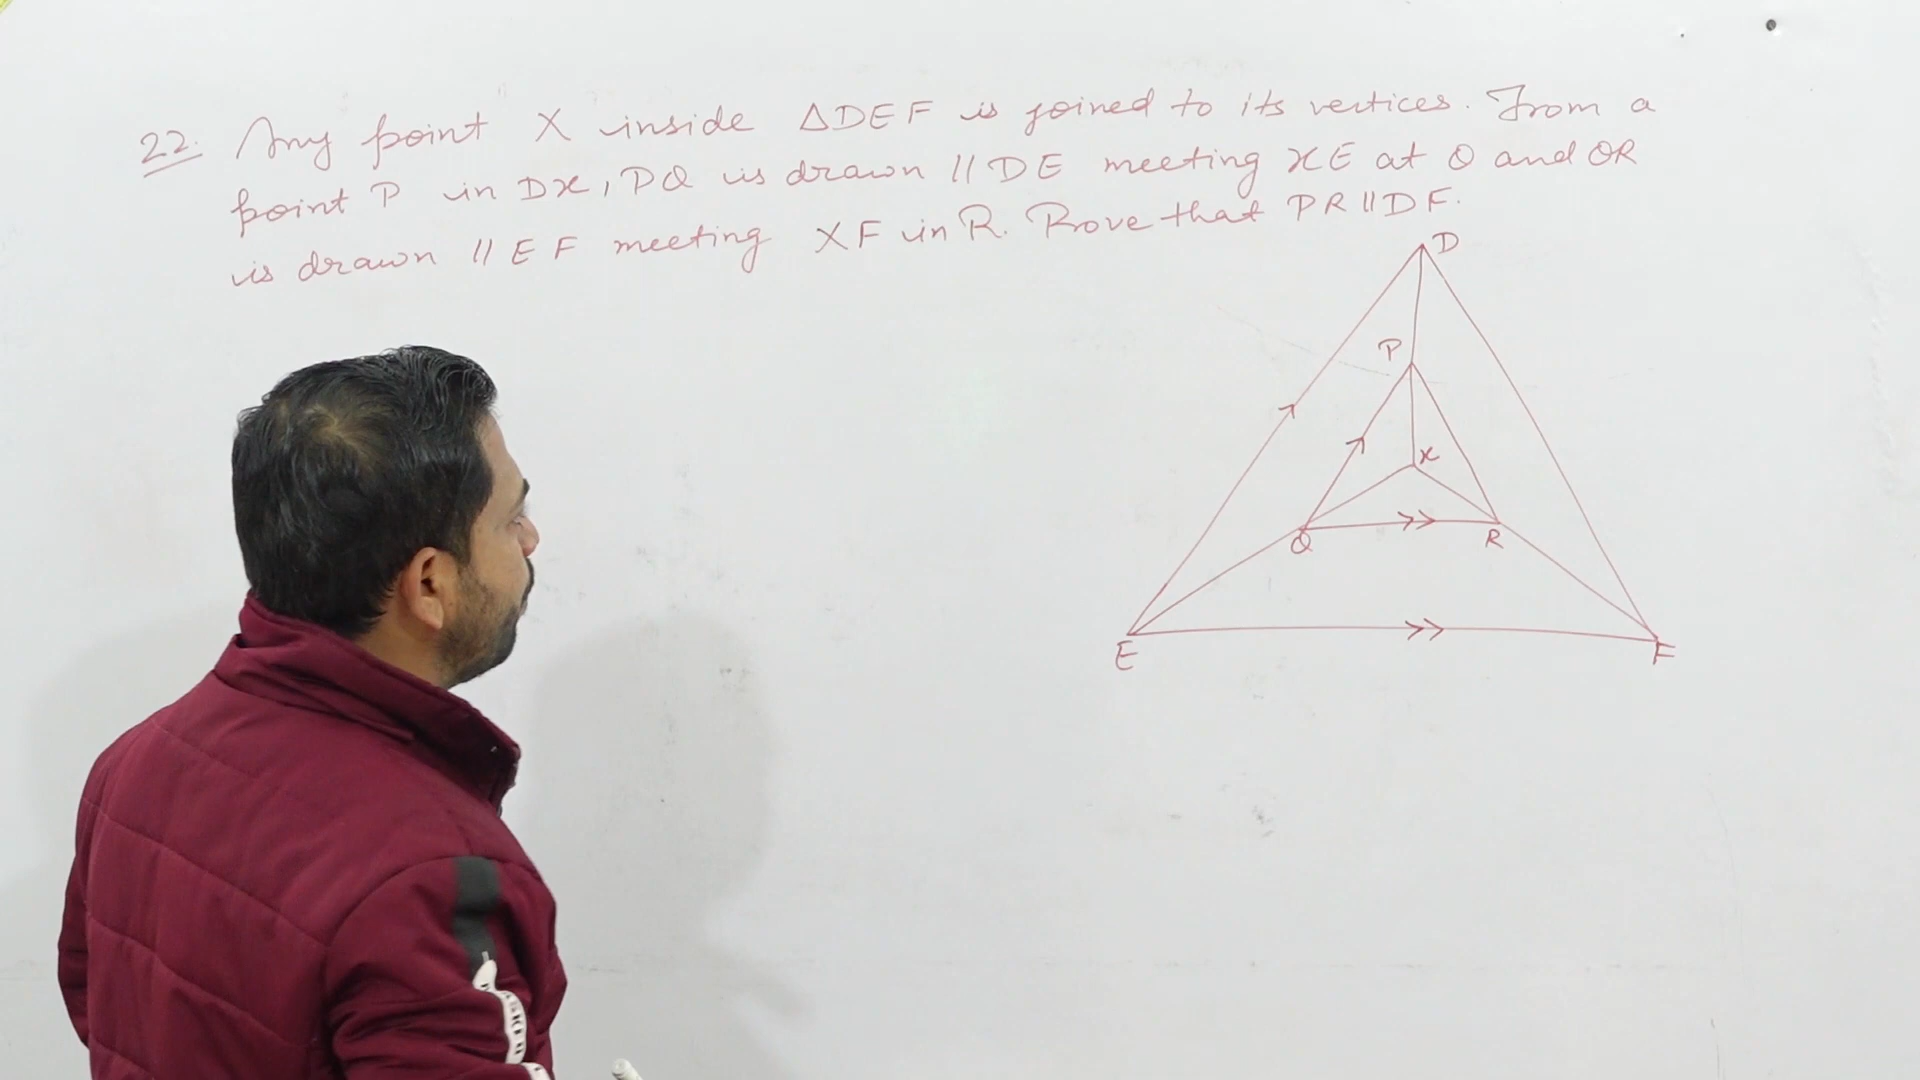 22. Any point X inside ΔDEF is joined to its vertices. From a
point P in DX, PQ is drawn // DE meeting XE at Q and QR
is drawn // EF meeting XF in R. Prove that PR || DF.
D
P
X
Q
R
E
F